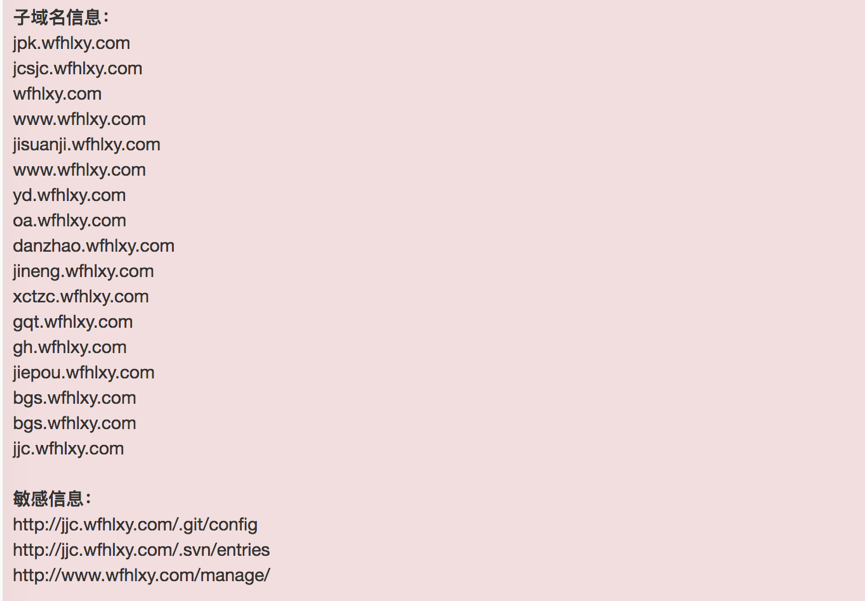 子域名信息：
jpk.wfhlxy.com
jcsjc.wfhlxy.com
wfhlxy.com
www.wfhlxy.com
jisuanji.wfhlxy.com
www.wfhlxy.com
yd.wfhlxy.com
oa.wfhlxy.com
danzhao.wfhlxy.com
jineng.wfhlxy.com
xctzc.wfhlxy.com
gqt.wfhlxy.com
gh.wfhlxy.com
jiepou.wfhlxy.com
bgs.wfhlxy.com
bgs.wfhlxy.com
jjc.wfhlxy.com
敏感信息：
http://jjc.wfhlxy.com/.git/config
http://jjc.wfhlxy.com/.svn/entries
http://www.wfhlxy.com/manage/